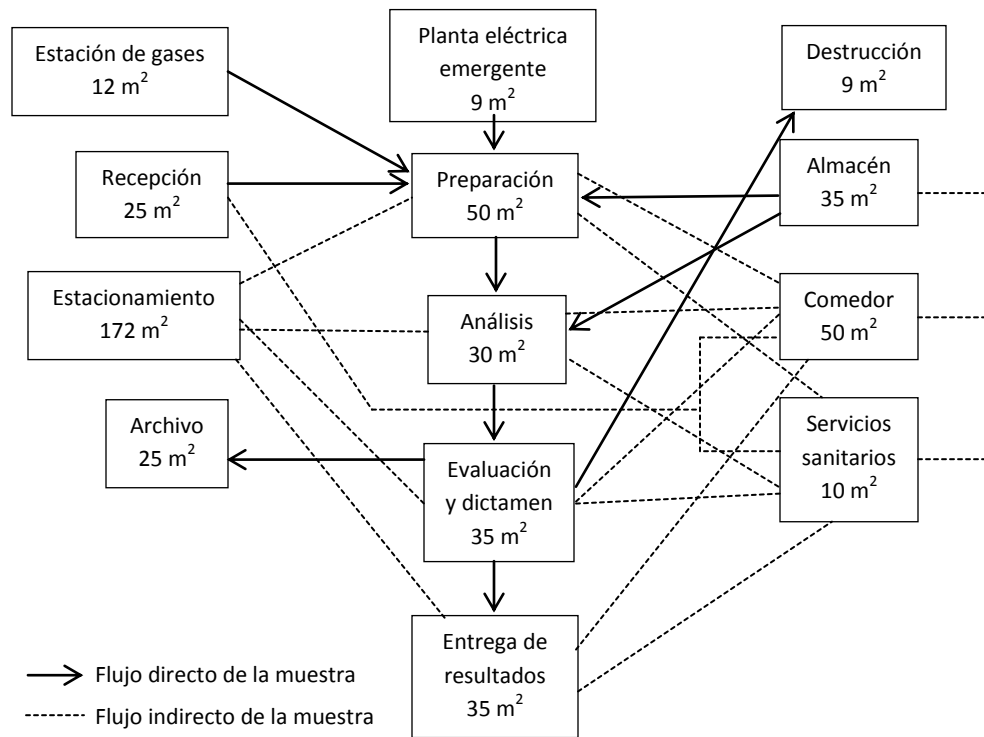 Estación de gases
12 m²
Planta eléctrica
emergente
9 m²
Destrucción
9 m²
Recepción
25 m²
Preparación
50 m²
Almacén
35 m²
Estacionamiento
172 m²
Análisis
30 m²
Comedor
50 m²
Archivo
25 m²
Evaluación
y dictamen
35 m²
Servicios
sanitarios
10 m²
Entrega de
resultados
35 m²
Flujo directo de la muestra
Flujo indirecto de la muestra